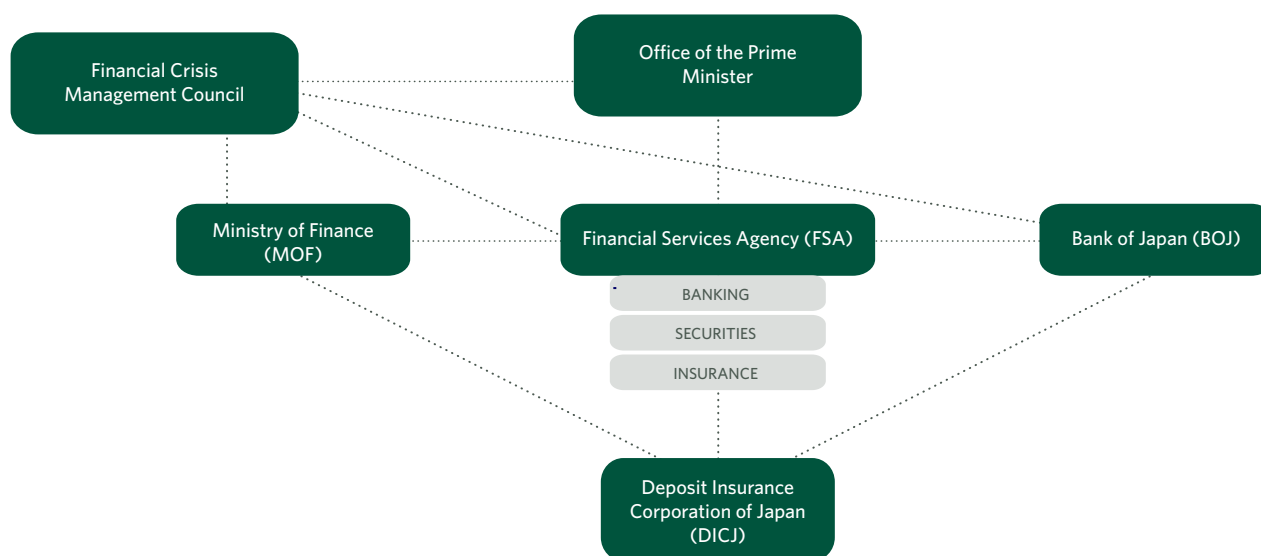 Financial Crisis
Management Council
Office of the Prime
Minister
Ministry of Finance
(MOF)
Financial Services Agency (FSA)
Bank of Japan (BOJ)
BANKING
SECURITIES
INSURANCE
Deposit Insurance
Corporation of Japan
(DICJ)